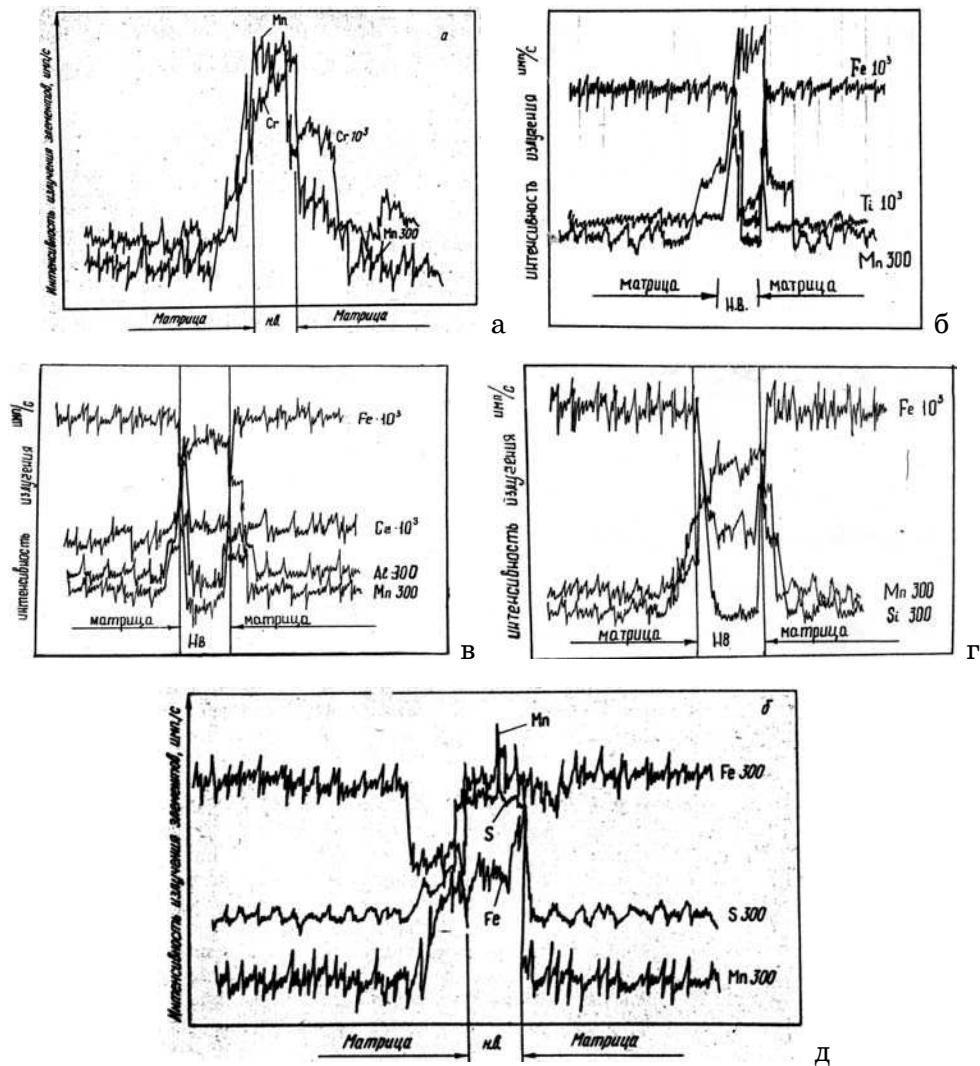 Интенсивность излучения элементов, имп/с
Mn
а
Cr
Cr 10³
Mn 300
Матрица
н.в.
Матрица
а
интенсивность излучения имп/с
Fe 10³
Ti 10³
Mn 300
матрица
Н.В.
матрица
б
интенсивность излучения имп/с
Fe·10³
Ca·10³
Al·300
Mn 300
матрица
НВ
матрица
в
интенсивность излучения имп/с
Fe 10³
Mn 300
Si 300
матрица
НВ
матрица
г
Интенсивность излучения элементов, имп/с
Mn
б
Fe 300
S
Fe
S 300
Mn 300
Матрица
н.в.
Матрица
д